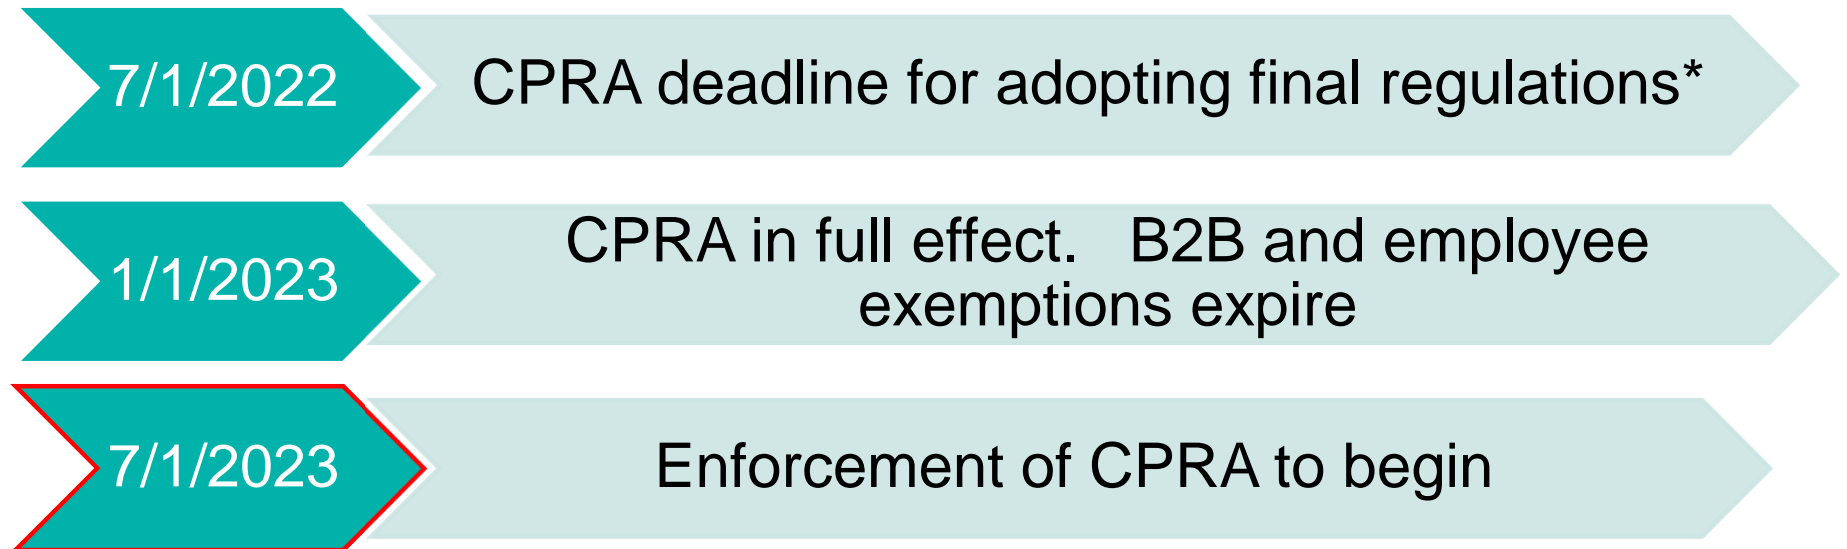 7/1/2022
CPRA deadline for adopting final regulations*
1/1/2023
CPRA in full effect.   B2B and employee
exemptions expire
7/1/2023
Enforcement of CPRA to begin